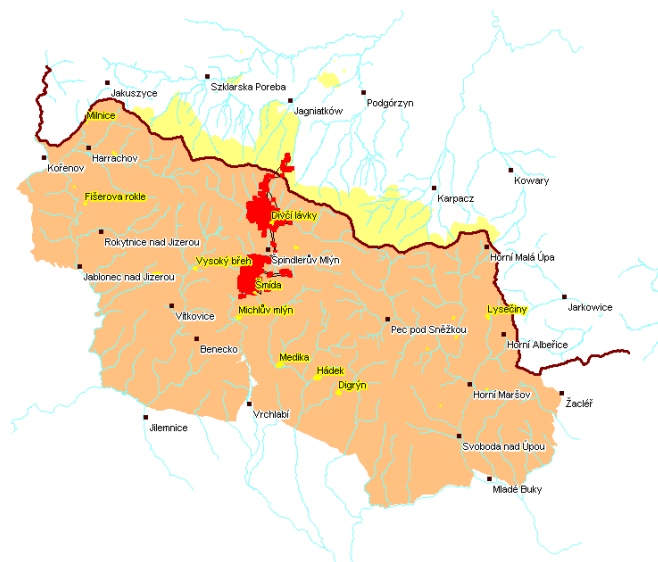 Szklarska Poreba
Jakuszyce
Podgórzyn
Jagniatków
Milnice
Harrachov
Kořenov
Kowary
Fišerova rokle
Karpacz
Dívčí lávky
Rokytnice nad Jizerou
Vysoký břeh
Špindlerův Mlýn
Horní Malá Úpa
Jablonec nad Jizerou
Šmída
Vítkovice
Michlův mlýn
Lysečiny
Jarkowice
Pec pod Sněžkou
Horní Albeřice
Benecko
Medika
Hádek
Digrýn
Horní Maršov
Žacléř
Vrchlabí
Jilemnice
Svoboda nad Úpou
Mladé Buky